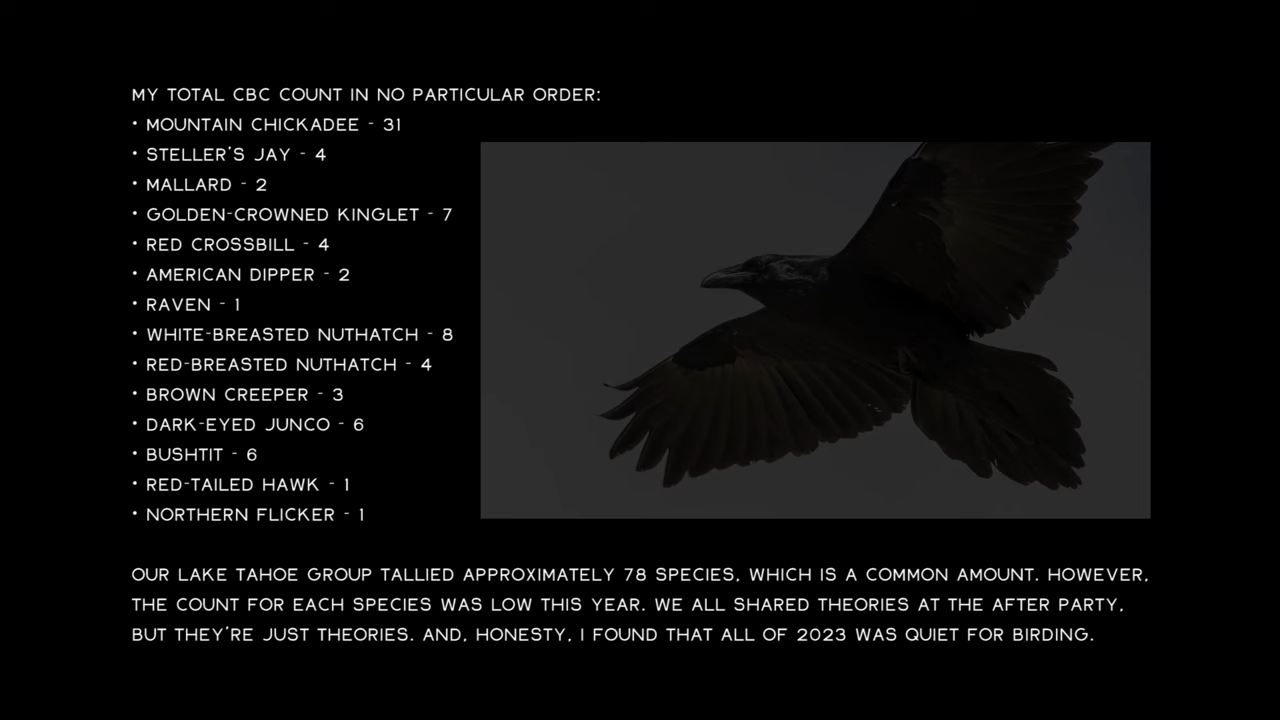 MY TOTAL CBC COUNT IN NO PARTICULAR ORDER:
• MOUNTAIN CHICKADEE - 31
• STELLER'S JAY - 4
• MALLARD - 2
• GOLDEN-CROWNED KINGLET - 7
• RED CROSSBILL - 4
• AMERICAN DIPPER - 2
• RAVEN - 1
• WHITE-BREASTED NUTHATCH - 8
• RED-BREASTED NUTHATCH - 4
• BROWN CREEPER - 3
• DARK-EYED JUNCO - 6
• BUSHTIT - 6
• RED-TAILED HAWK - 1
• NORTHERN FLICKER - 1
OUR LAKE TAHOE GROUP TALLIED APPROXIMATELY 78 SPECIES, WHICH IS A COMMON AMOUNT. HOWEVER,
THE COUNT FOR EACH SPECIES WAS LOW THIS YEAR. WE ALL SHARED THEORIES AT THE AFTER PARTY,
BUT THEY'RE JUST THEORIES. AND, HONESTY, I FOUND THAT ALL OF 2023 WAS QUIET FOR BIRDING.